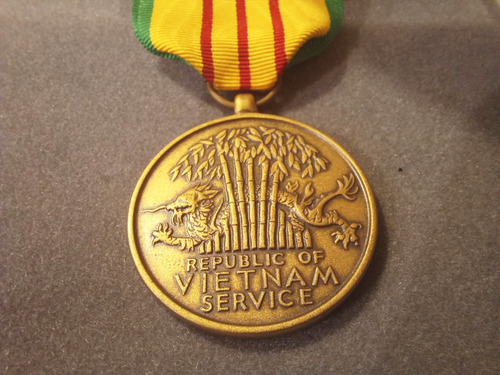 REPUBLIC OF
VIETNAM
SERVICE